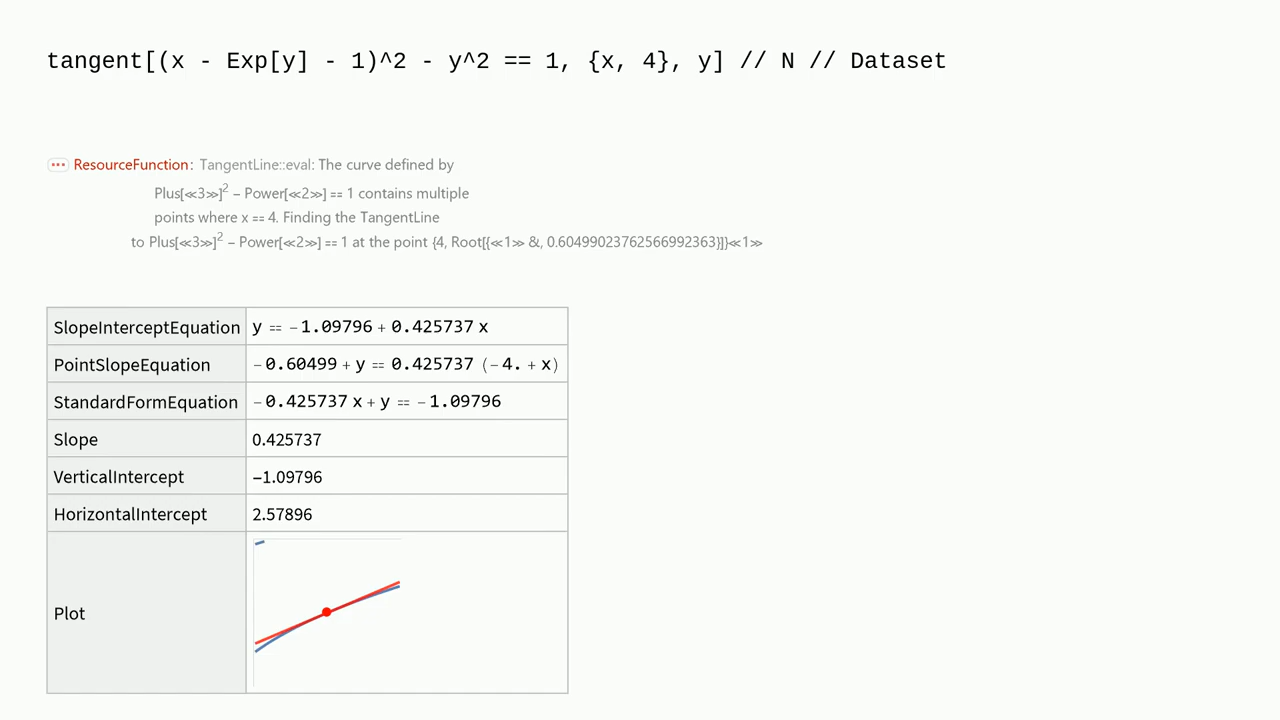 tangent[(x - Exp[y] - 1)^2 - y^2 == 1, {x, 4}, y] // N // Dataset
··· ResourceFunction: TangentLine::eval: The curve defined by
Plus[≪3≫]² – Power[≪2≫] == 1 contains multiple
points where x == 4. Finding the TangentLine
to Plus[≪3≫]² – Power[≪2≫] == 1 at the point {4, Root[{≪1≫ &, 0.60499023762566992363}]}≪1≫
SlopeInterceptEquation y == −1.09796 + 0.425737 x
PointSlopeEquation −0.60499 + y == 0.425737 (−4. + x)
StandardFormEquation −0.425737 x + y == −1.09796
Slope 0.425737
VerticalIntercept −1.09796
HorizontalIntercept 2.57896
Plot